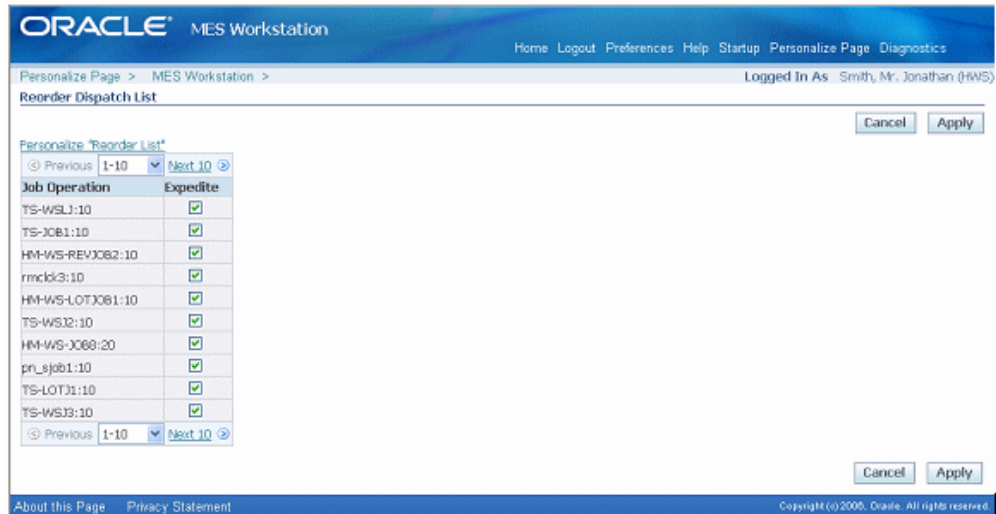 ORACLE® MES Workstation
Home Logout Preferences Help Startup Personalize Page Diagnostics
Personalize Page > MES Workstation > Logged In As Smith, Mr. Jonathan (HWS)
Reorder Dispatch List
Cancel Apply
Personalize "Reorder List"
Previous 1-10 Next 10
Job Operation Expedite
TS-WSLJ:10
TS-JOB1:10
HM-WS-REVJOB2:10
rmclck3:10
HM-WS-LOTJOB1:10
TS-WSJ2:10
HM-WS-JOB8:20
pn_sjob1:10
TS-LOTJ1:10
TS-WSJ3:10
Previous 1-10 Next 10
Cancel Apply
About this Page Privacy Statement Copyright (c) 2006, Oracle. All rights reserved.